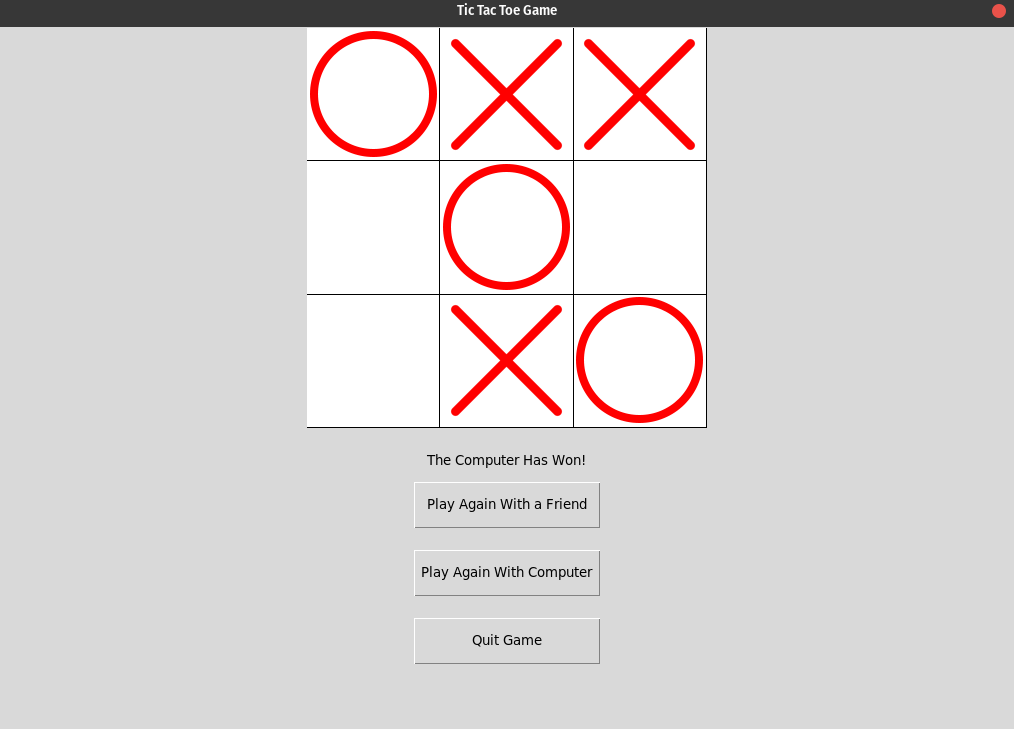 Tic Tac Toe Game
The Computer Has Won!
Play Again With a Friend
Play Again With Computer
Quit Game